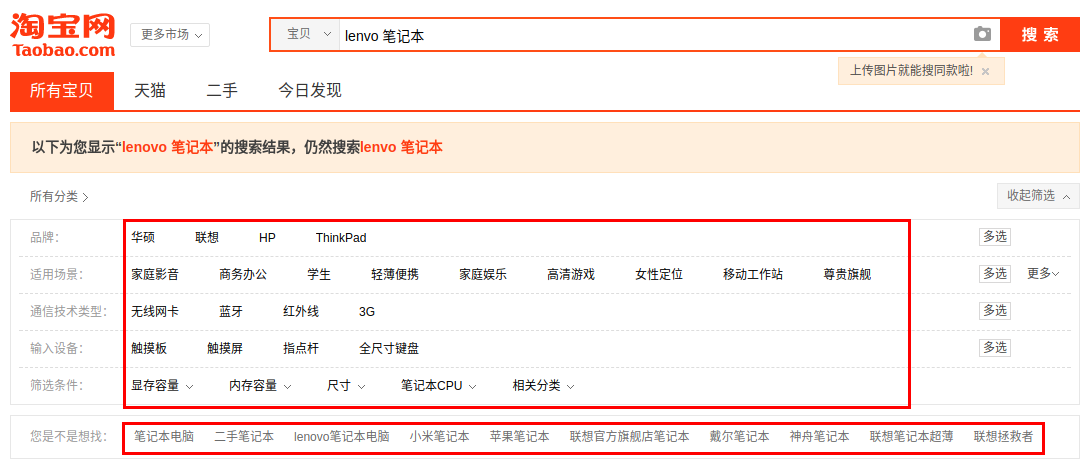 淘宝网
Taobao.com
更多市场
宝贝 lenvo 笔记本 搜索
上传图片就能搜同款啦! ×
所有宝贝 天猫 二手 今日发现
以下为您显示“lenovo 笔记本”的搜索结果，仍然搜索lenvo 笔记本
所有分类 >
收起筛选
品牌: 华硕 联想 HP ThinkPad 多选
适用场景: 家庭影音 商务办公 学生 轻薄便携 家庭娱乐 高清游戏 女性定位 移动工作站 尊贵旗舰 多选 更多
通信技术类型: 无线网卡 蓝牙 红外线 3G 多选
输入设备: 触摸板 触摸屏 指点杆 全尺寸键盘 多选
筛选条件: 显存容量 内存容量 尺寸 笔记本CPU 相关分类
您是不是想找: 笔记本电脑 二手笔记本 lenovo笔记本电脑 小米笔记本 苹果笔记本 联想官方旗舰店笔记本 戴尔笔记本 神舟笔记本 联想笔记本超薄 联想拯救者